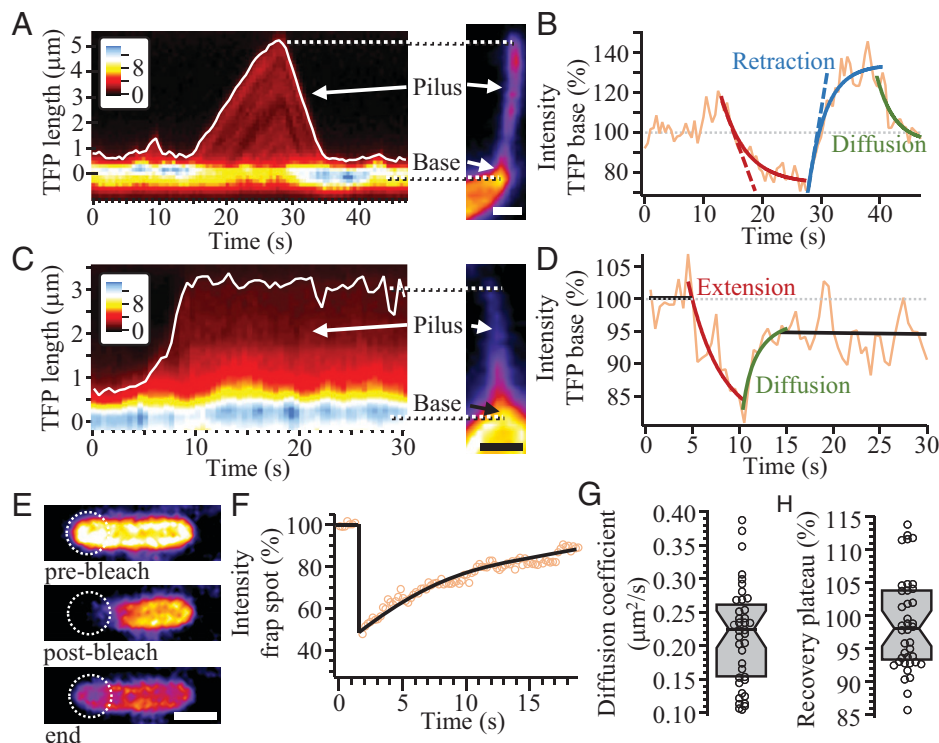 A
TFP length (μm)
5
4
3
2
1
0
8
0
0 10 20 30 40
Time (s)
Pilus
Base
B
Intensity
TFP base (%)
140
120
100
80
Retraction
Diffusion
0 10 20 30 40
Time (s)
C
TFP length (μm)
5
4
3
2
1
0
8
0
0 10 20 30
Time (s)
Pilus
Base
D
Intensity
TFP base (%)
105
100
95
90
85
Extension
Diffusion
0 5 10 15 20 25 30
Time (s)
E
pre-bleach
post-bleach
end
F
Intensity
frap spot (%)
100
80
60
40
0 5 10 15
Time (s)
G
Diffusion coefficient
(μm²/s)
0.40
0.35
0.30
0.25
0.20
0.15
0.10
H
Recovery plateau (%)
115
110
105
100
95
90
85